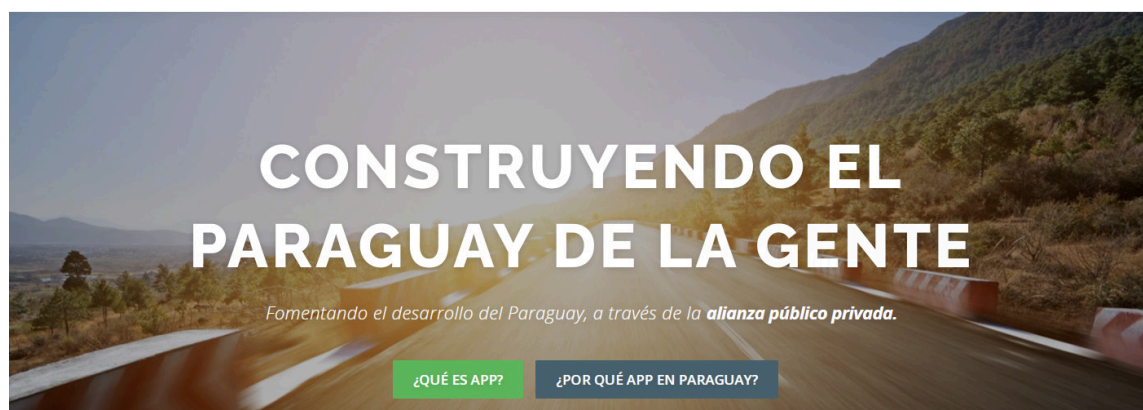 CONSTRUYENDO EL
PARAGUAY DE LA GENTE
Fomentando el desarrollo del Paraguay, a través de la alianza público privada.
¿QUÉ ES APP?
¿POR QUÉ APP EN PARAGUAY?